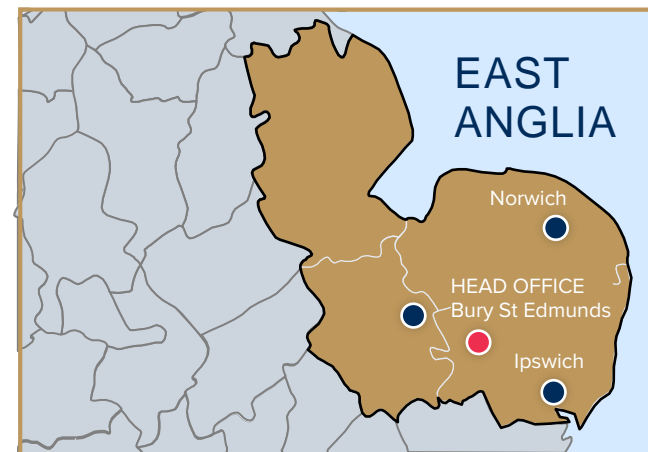 EAST
ANGLIA
Norwich
HEAD OFFICE
Bury St Edmunds
Ipswich